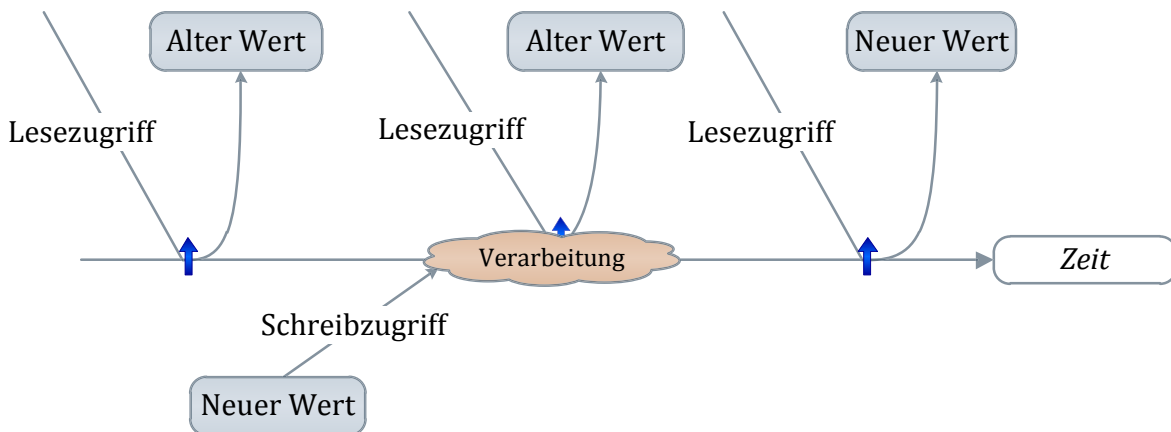 Alter Wert
Alter Wert
Neuer Wert
Lesezugriff
Lesezugriff
Lesezugriff
Verarbeitung
Zeit
Schreibzugriff
Neuer Wert